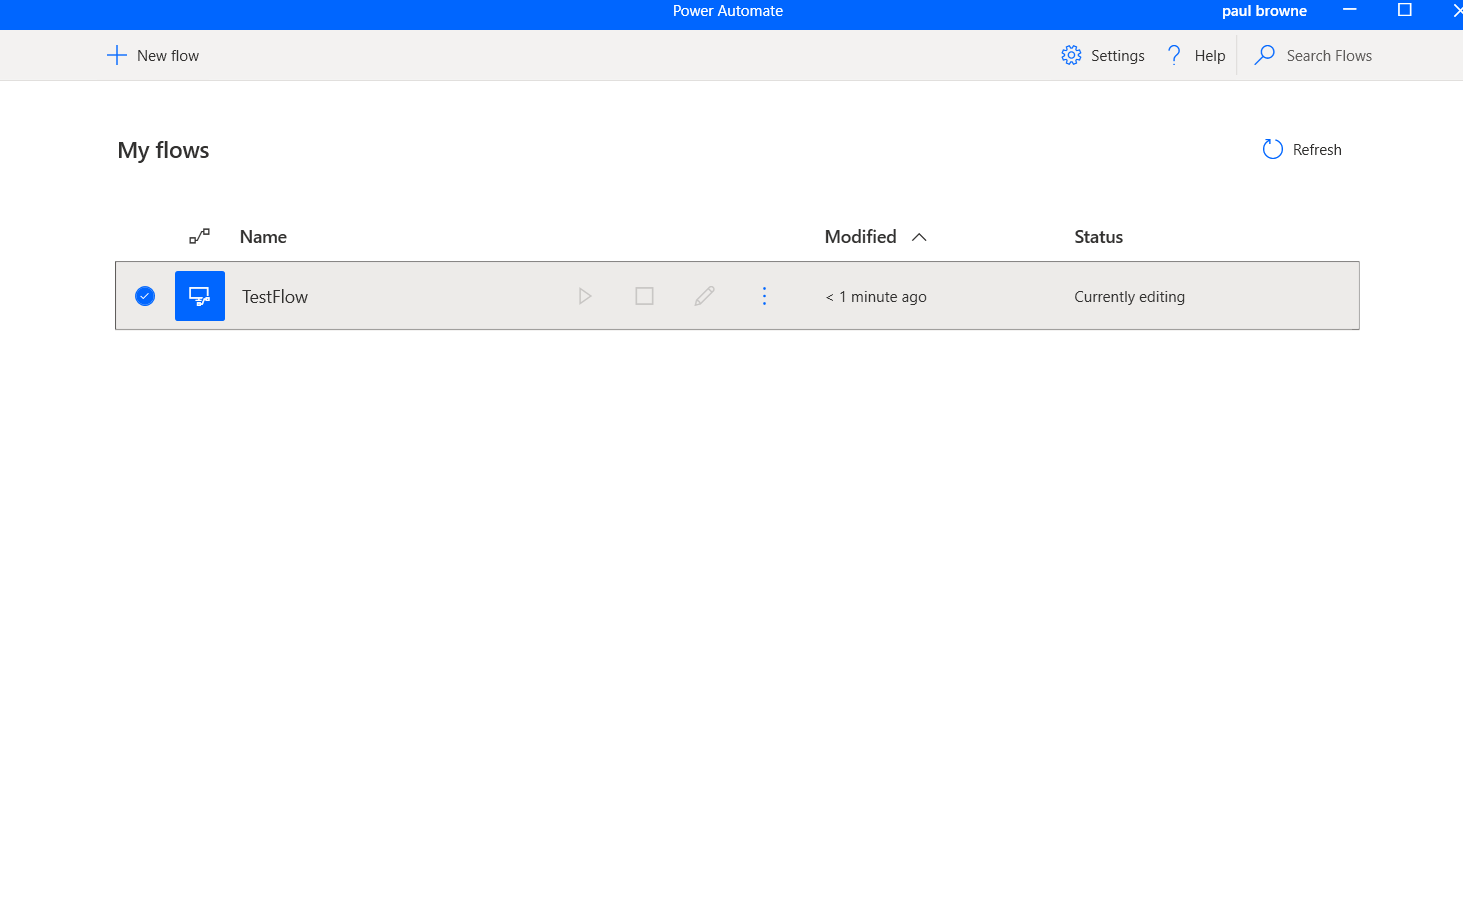 Power Automate
paul browne
New flow
Settings
Help
Search Flows
My flows
Refresh
Name
Modified
Status
TestFlow
< 1 minute ago
Currently editing